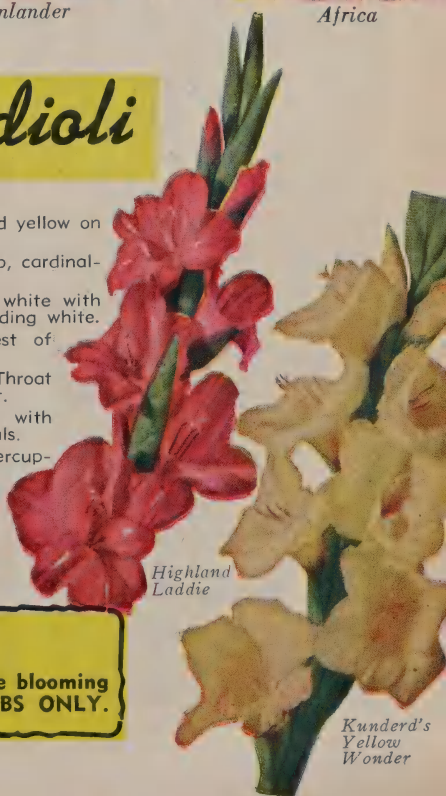 nlander
Africa
dioli
d yellow on
o, cardinal-
white with
ding white.
est of
Throat
r.
with
ls.
ercup-
Highland
Laddie
e blooming
BS ONLY.
Kunderd's
Yellow
Wonder